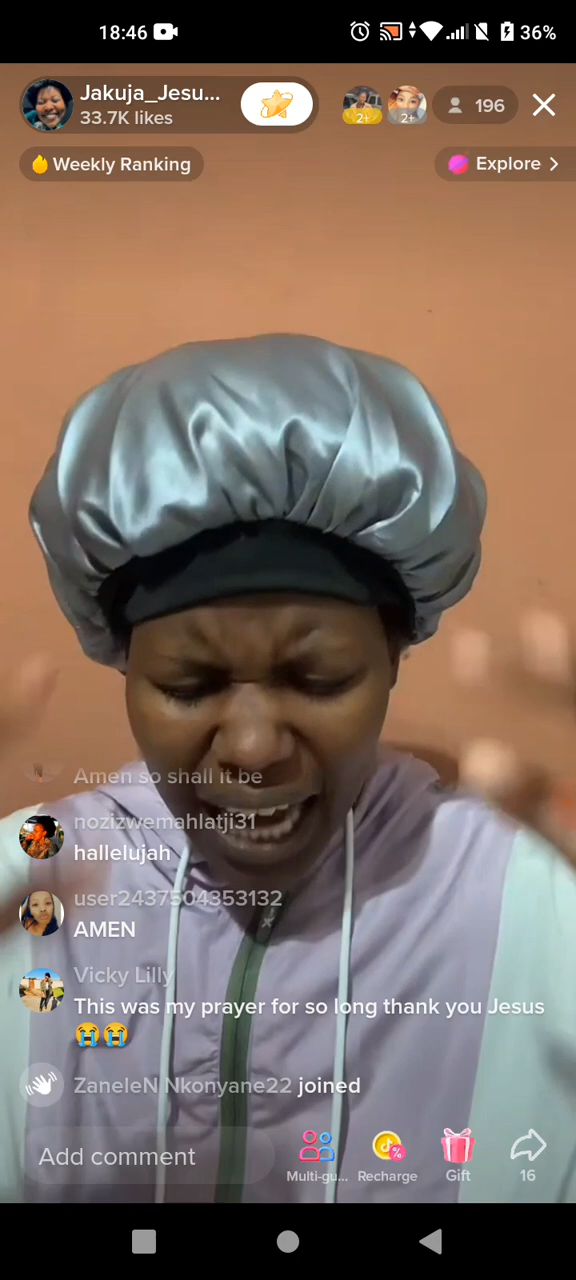 18:46
36%
Jakuja_Jesu...
33.7K likes
2+
2+
196
Weekly Ranking
Explore
Amen so shall it be
nozizwemahlatji31
hallelujah
user2437504353132
AMEN
Vicky Lilly
This was my prayer for so long thank you Jesus
😭😭
ZaneleN Nkonyane22 joined
Add comment
Multi-gu...
Recharge
Gift
16